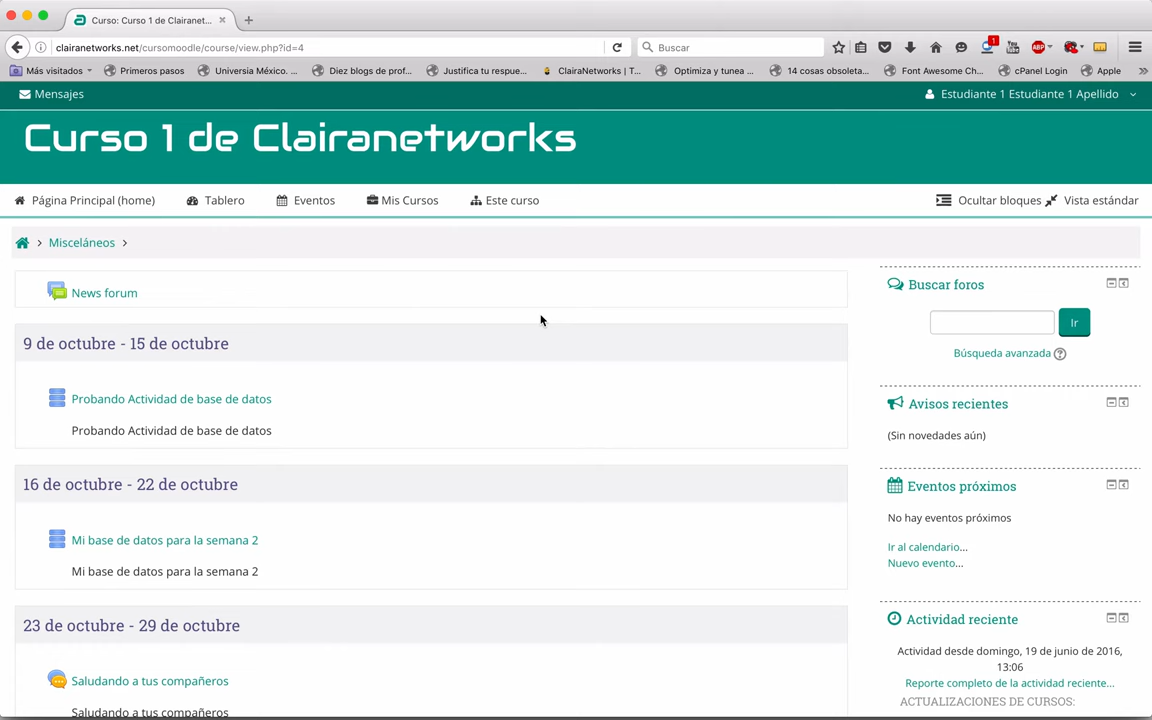 Curso: Curso 1 de Clairanet...
clairanetworks.net/cursomoodle/course/view.php?id=4
Buscar
1
ABP
Más visitados
Primeros pasos
Universia México. ...
Diez blogs de prof...
Justifica tu respue...
ClairaNetworks | T...
Optimiza y tunea ...
14 cosas obsoleta...
Font Awesome Ch...
cPanel Login
Apple
Mensajes
Estudiante 1 Estudiante 1 Apellido
Curso 1 de Clairanetworks
Página Principal (home)
Tablero
Eventos
Mis Cursos
Este curso
Ocultar bloques
Vista estándar
Misceláneos
News forum
9 de octubre - 15 de octubre
Probando Actividad de base de datos
Probando Actividad de base de datos
16 de octubre - 22 de octubre
Mi base de datos para la semana 2
Mi base de datos para la semana 2
23 de octubre - 29 de octubre
Saludando a tus compañeros
Saludando a tus compañeros
Buscar foros
Ir
Búsqueda avanzada
Avisos recientes
(Sin novedades aún)
Eventos próximos
No hay eventos próximos
Ir al calendario...
Nuevo evento...
Actividad reciente
Actividad desde domingo, 19 de junio de 2016,
13:06
Reporte completo de la actividad reciente...
ACTUALIZACIONES DE CURSOS: